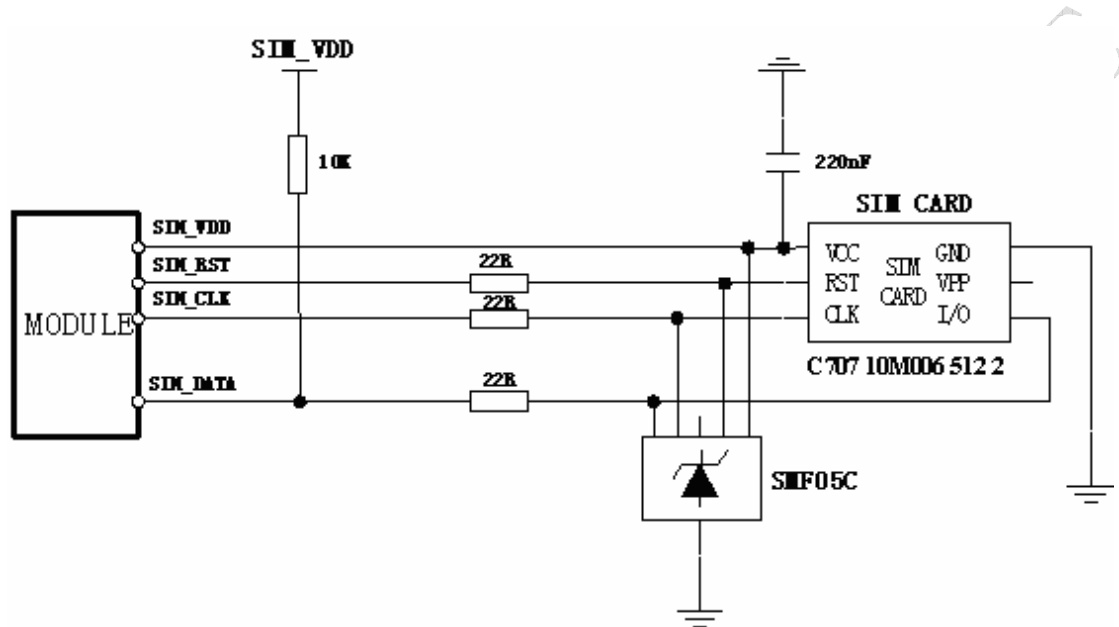 SIM_VDD
10K
220nF
SIM CARD
SIM_VDD
SIM_RST
SIM_CLK
SIM_DATA
MODULE
22R
22R
22R
VCC GND
RST SIM VPP
CARD
CLK I/O
C707 10M006 512 2
SMF05C